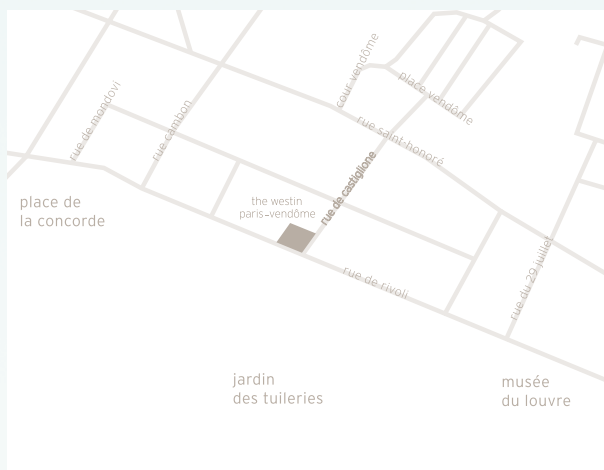 cour vendôme
place vendôme
rue de mondovi
rue cambon
rue saint-honoré
rue de castiglione
place de
la concorde
the westin
paris-vendôme
rue de rivoli
rue du 29 juillet
jardin
des tuileries
musée
du louvre